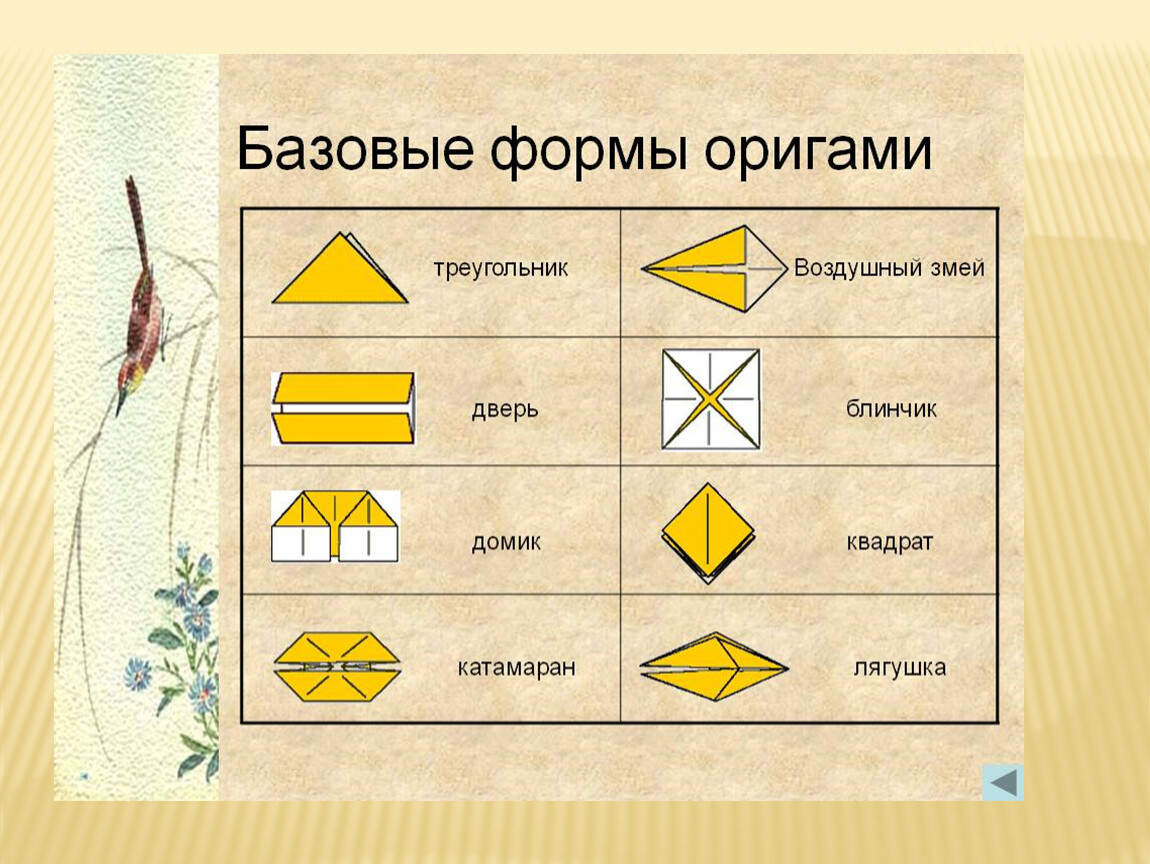 Базовые формы оригами
треугольник
Воздушный змей
дверь
блинчик
домик
квадрат
катамаран
лягушка